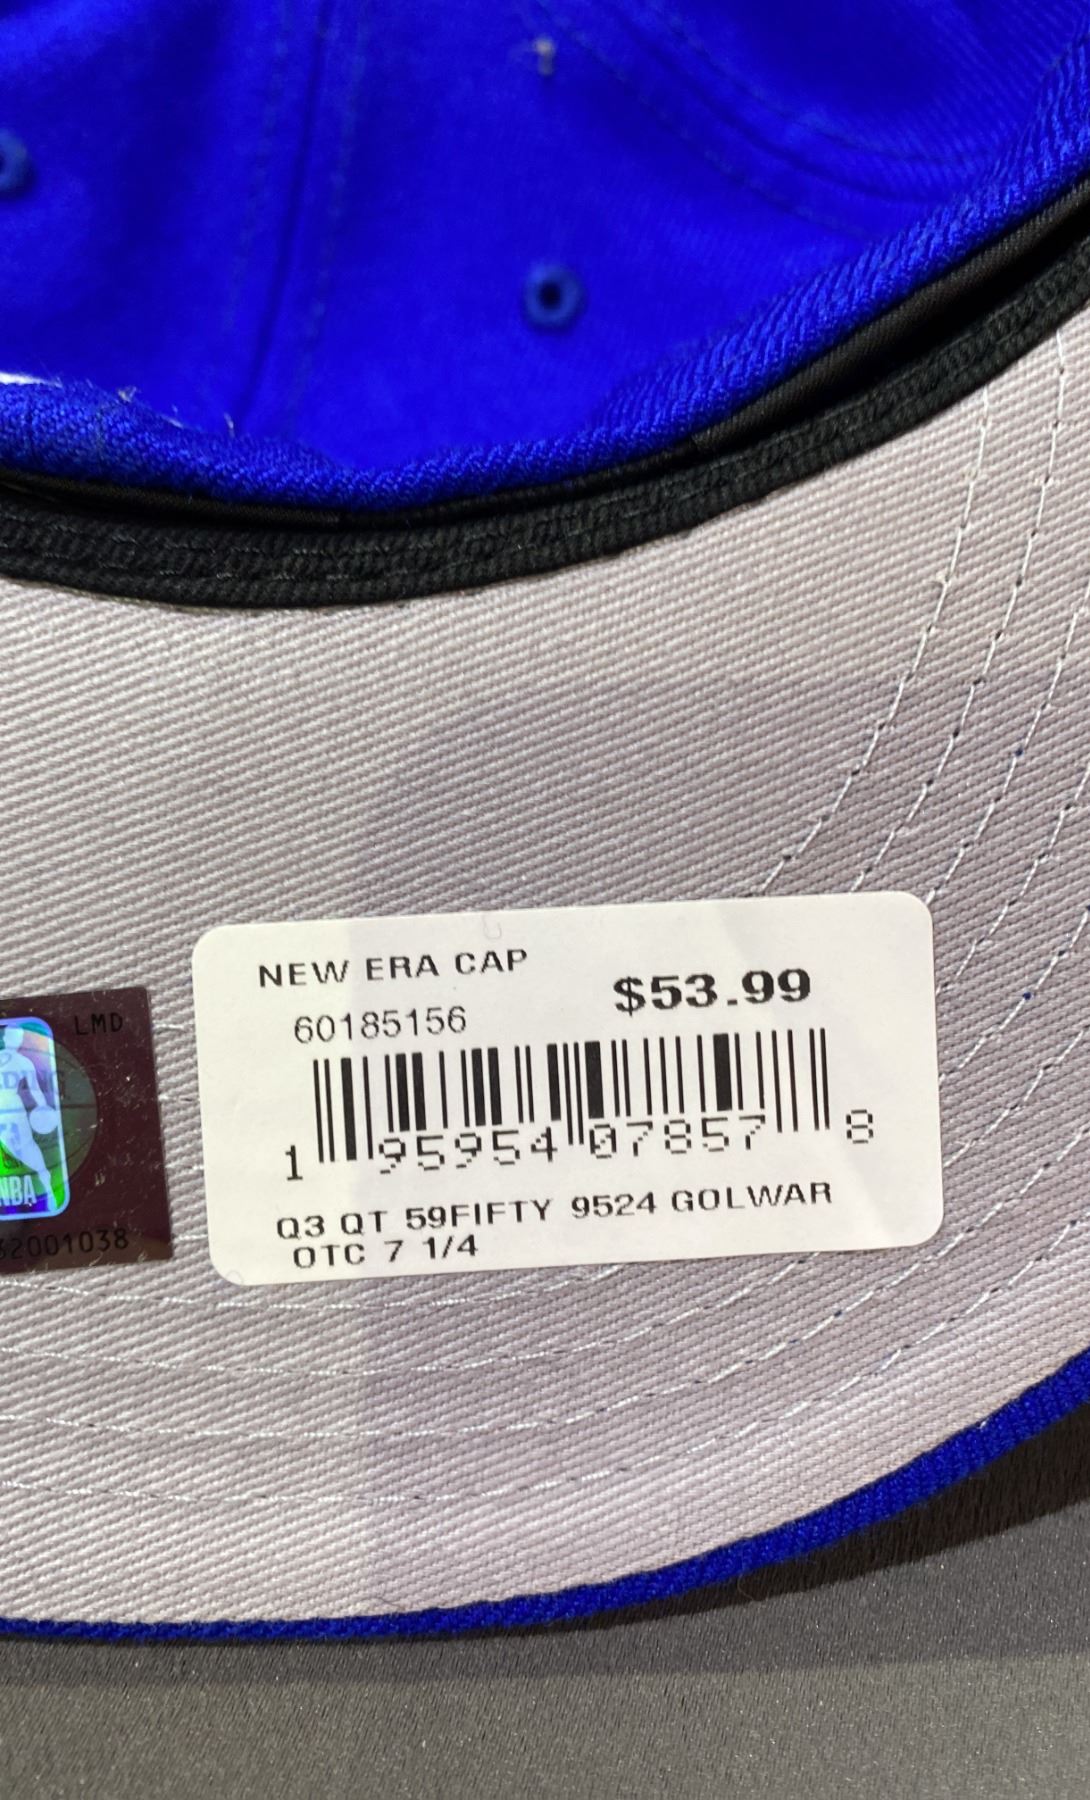 NEW ERA CAP
$53.99
60185156
1 95954 07857 8
Q3 QT 59FIFTY 9524 GOLWAR
OTC 7 1/4
LMD
NBA
2001038